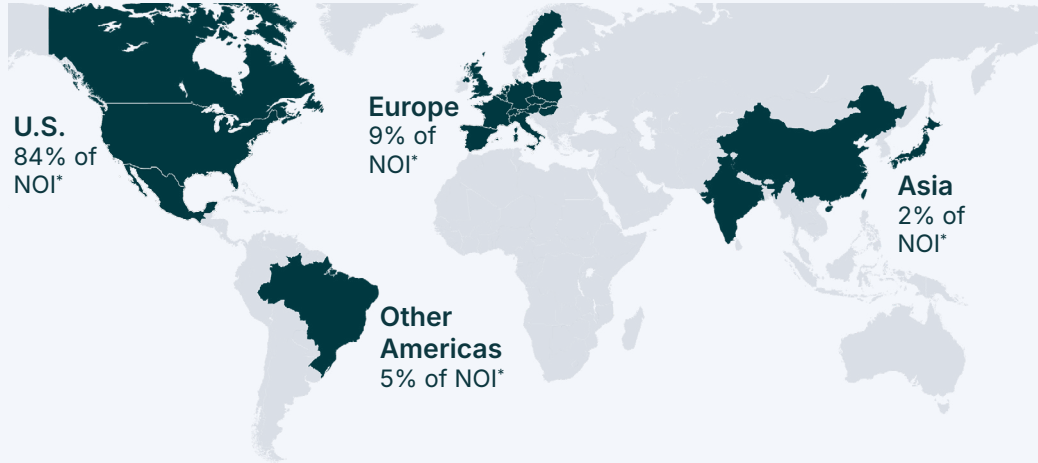 U.S.
84% of
NOI*
Europe
9% of
NOI*
Asia
2% of
NOI*
Other
Americas
5% of NOI*